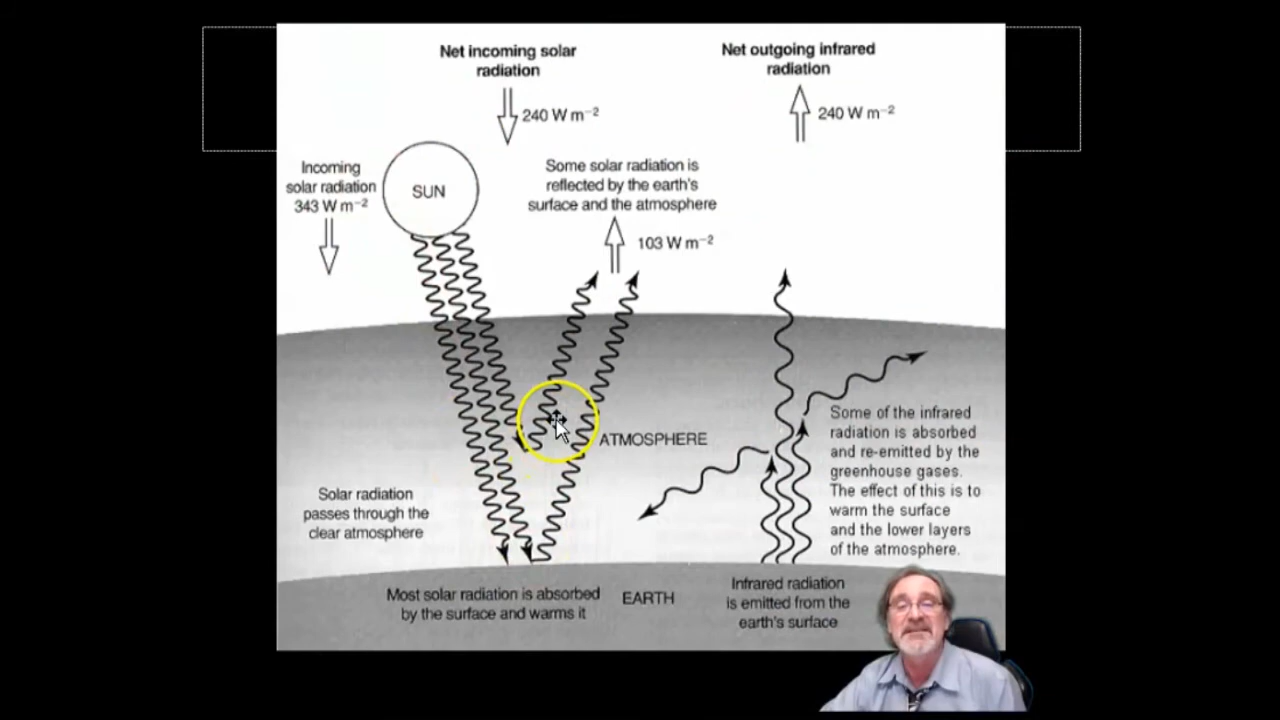 Net incoming solar
radiation
240 W m⁻²
Net outgoing infrared
radiation
240 W m⁻²
Incoming
solar radiation
343 W m⁻²
SUN
Some solar radiation is
reflected by the earth's
surface and the atmosphere
103 W m⁻²
ATMOSPHERE
Solar radiation
passes through the
clear atmosphere
Some of the infrared
radiation is absorbed
and re-emitted by the
greenhouse gases.
The effect of this is to
warm the surface
and the lower layers
of the atmosphere.
Most solar radiation is absorbed
by the surface and warms it
EARTH
Infrared radiation
is emitted from the
earth's surface